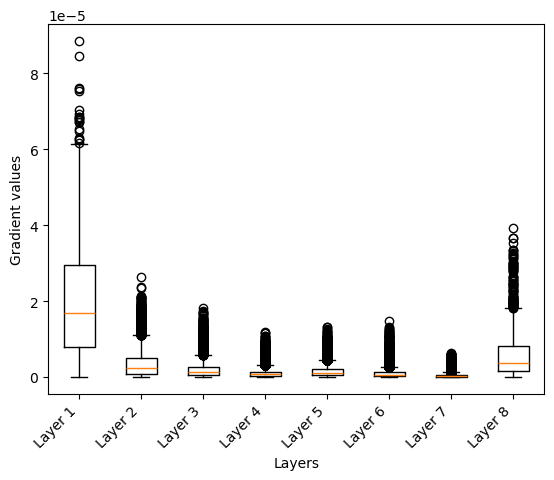 1e−5
8
6
4
2
0
Gradient values
Layer 1
Layer 2
Layer 3
Layer 4
Layer 5
Layer 6
Layer 7
Layer 8
Layers